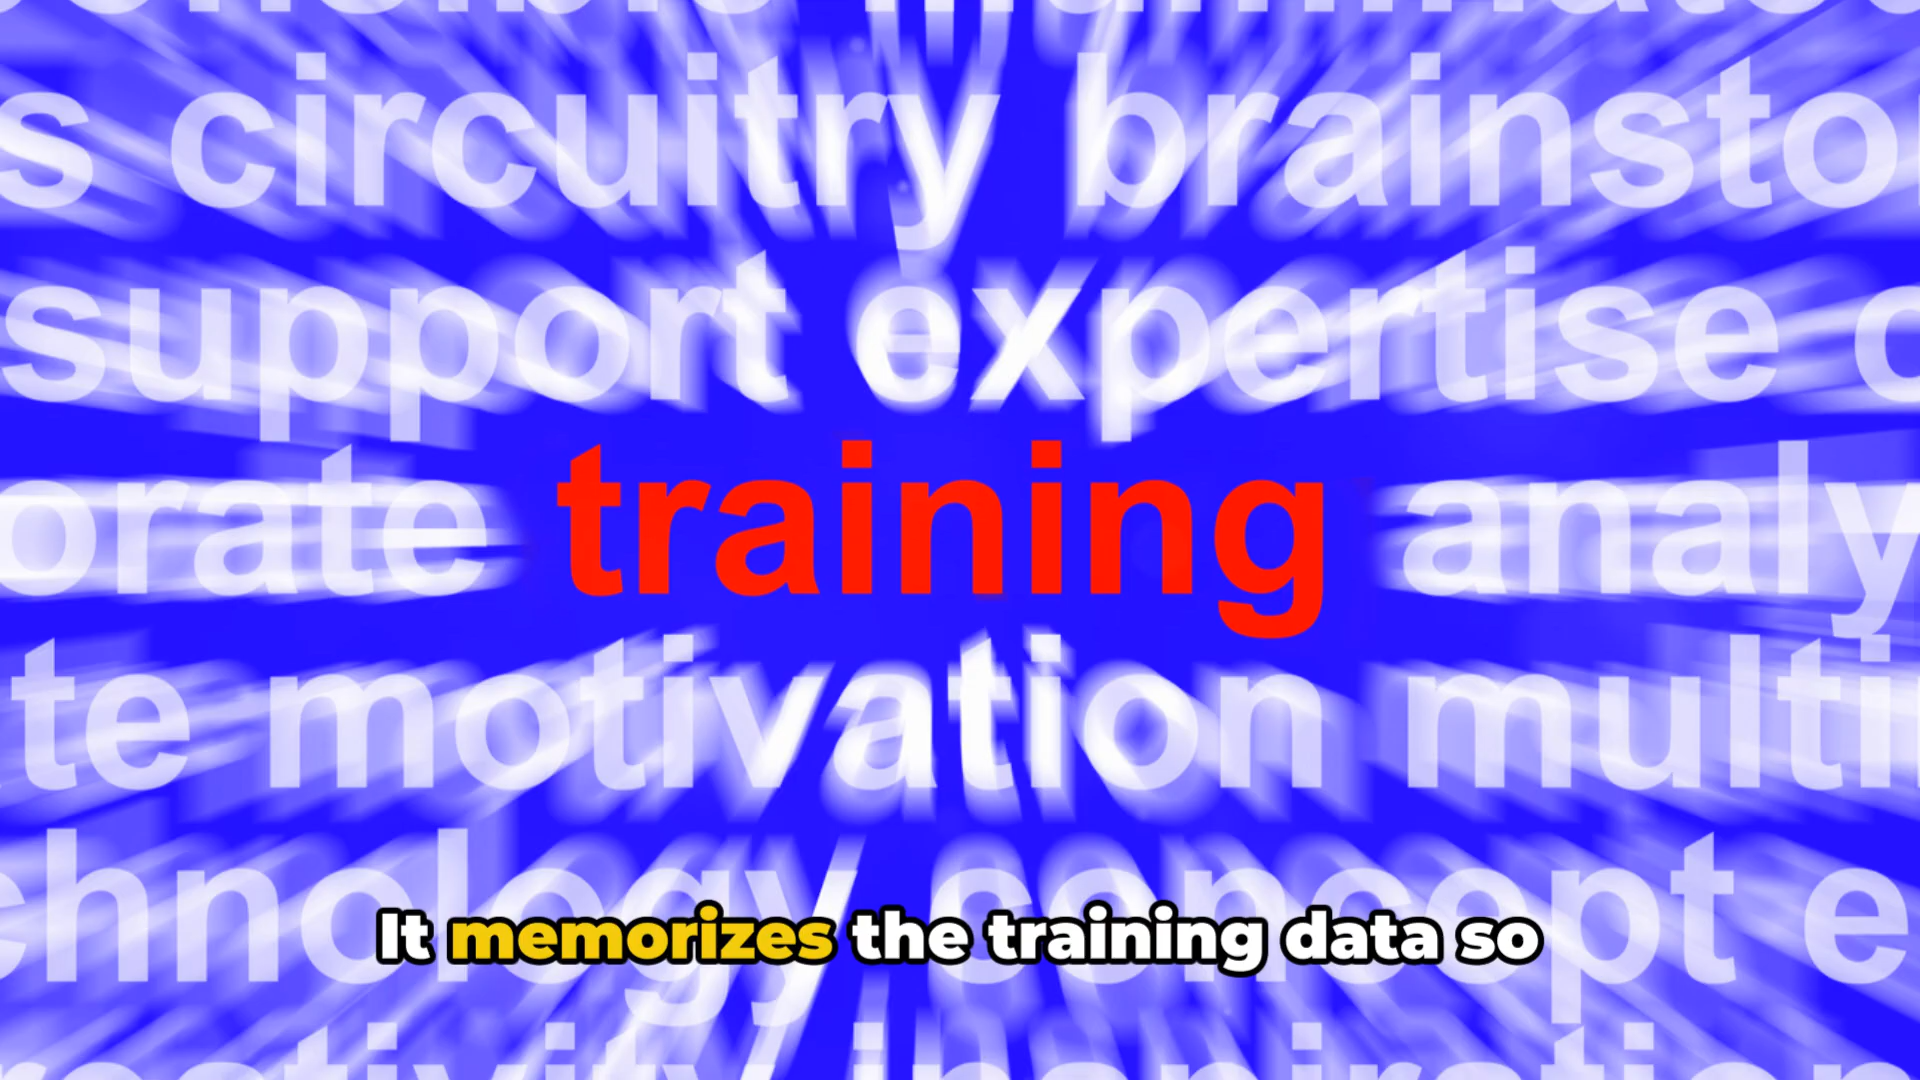 s circuitry brainsto
support expertise c
orate training analy
te motivation multi
chnology concept e
It memorizes the training data so